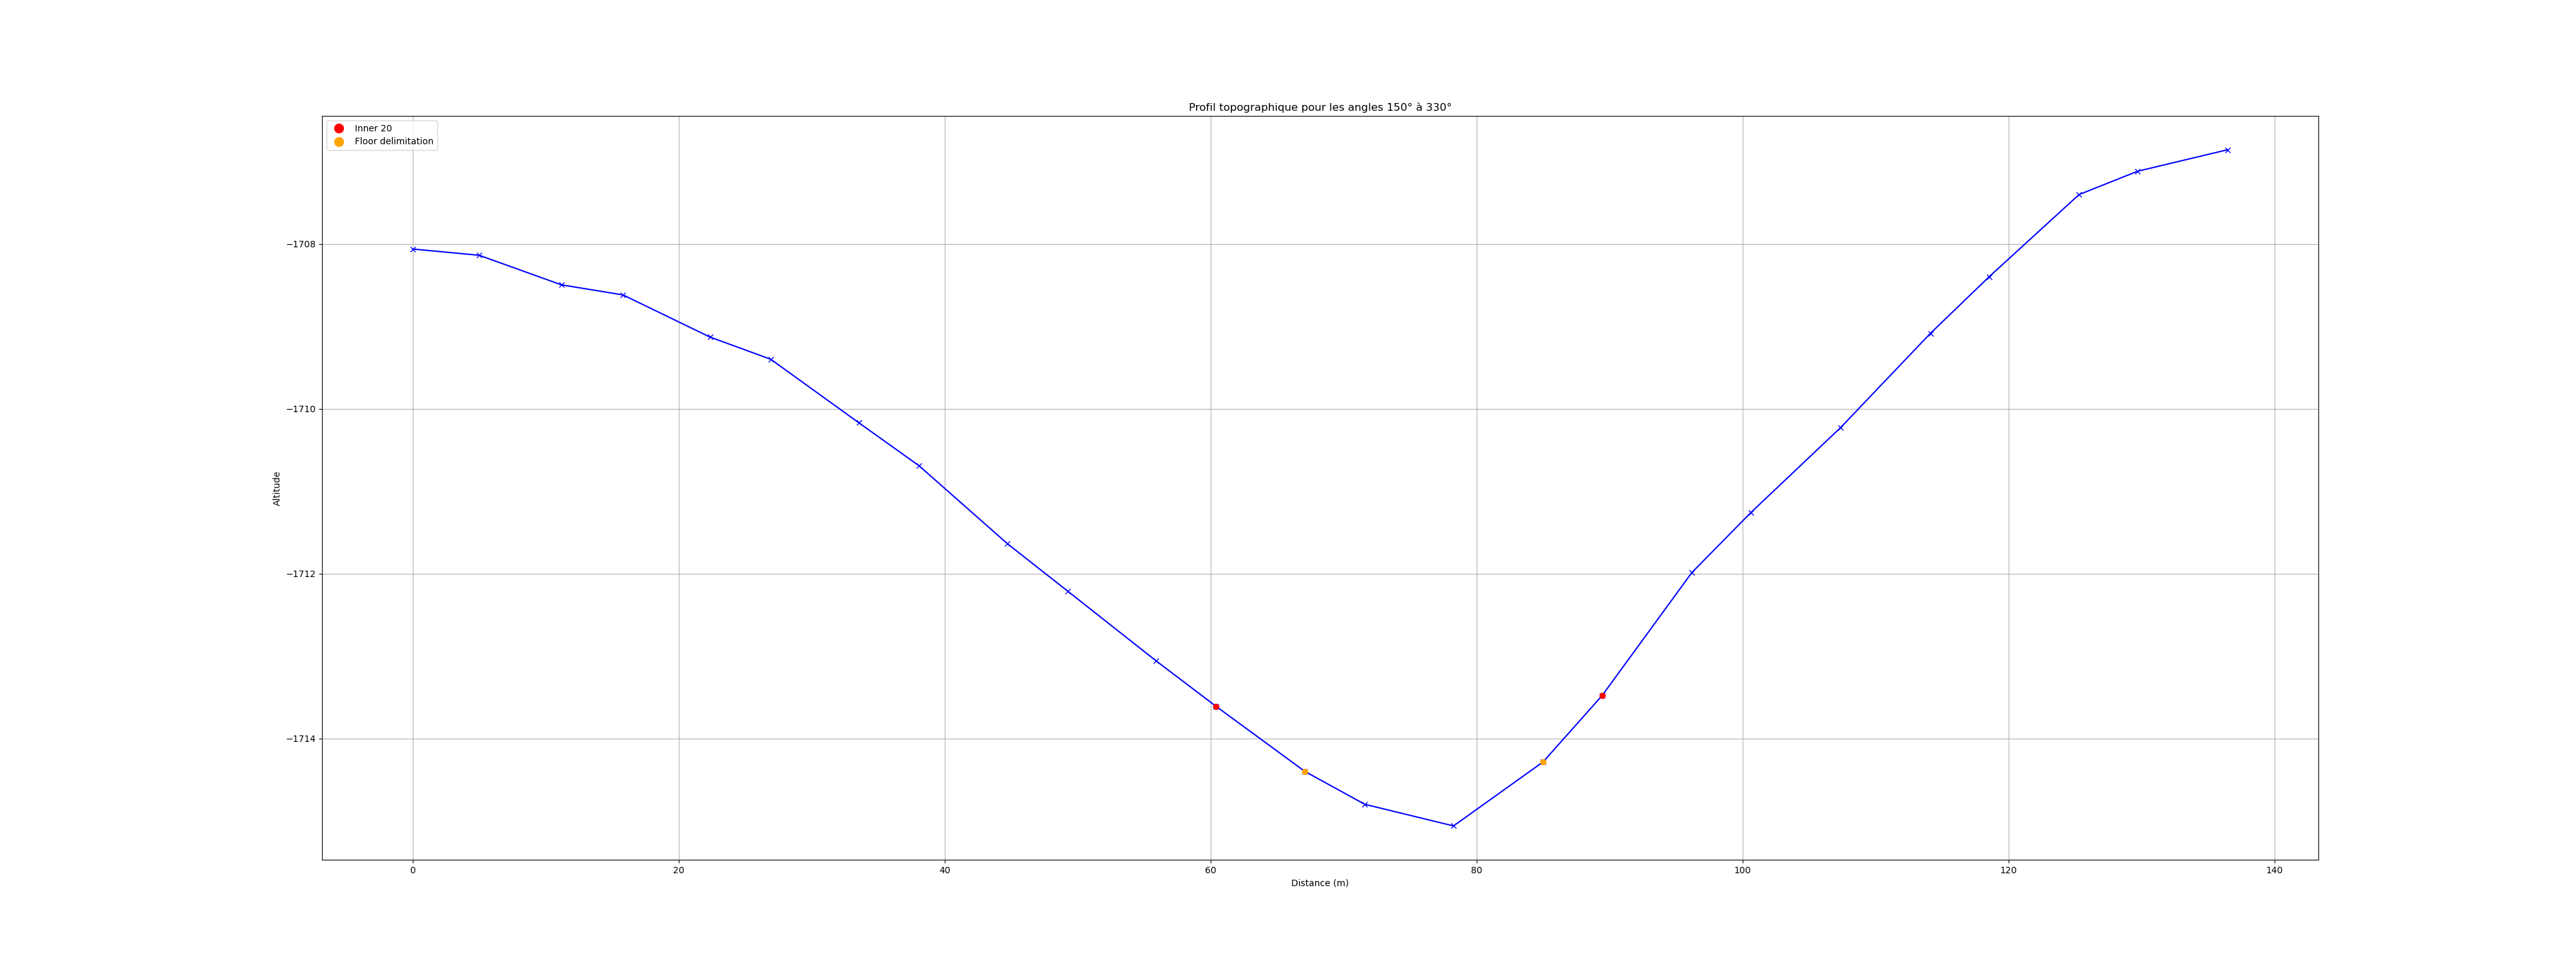 Profil topographique pour les angles 150° à 330°
Inner 20
Floor delimitation
−1708
−1710
−1712
−1714
Altitude
0 20 40 60 80 100 120 140
Distance (m)